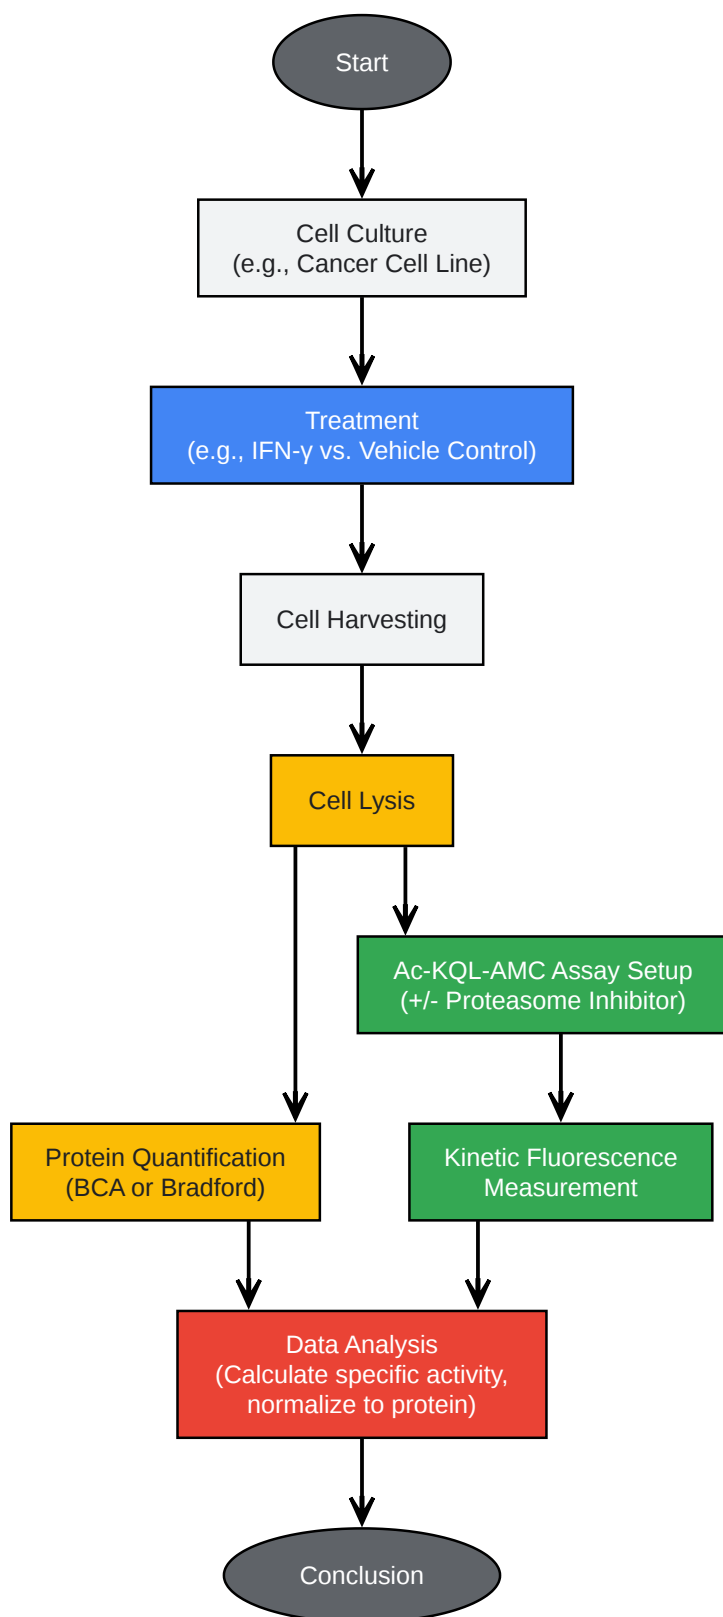 Start
Cell Culture
(e.g., Cancer Cell Line)
Treatment
(e.g., IFN-γ vs. Vehicle Control)
Cell Harvesting
Cell Lysis
Ac-KQL-AMC Assay Setup
(+/- Proteasome Inhibitor)
Protein Quantification
(BCA or Bradford)
Kinetic Fluorescence
Measurement
Data Analysis
(Calculate specific activity,
normalize to protein)
Conclusion